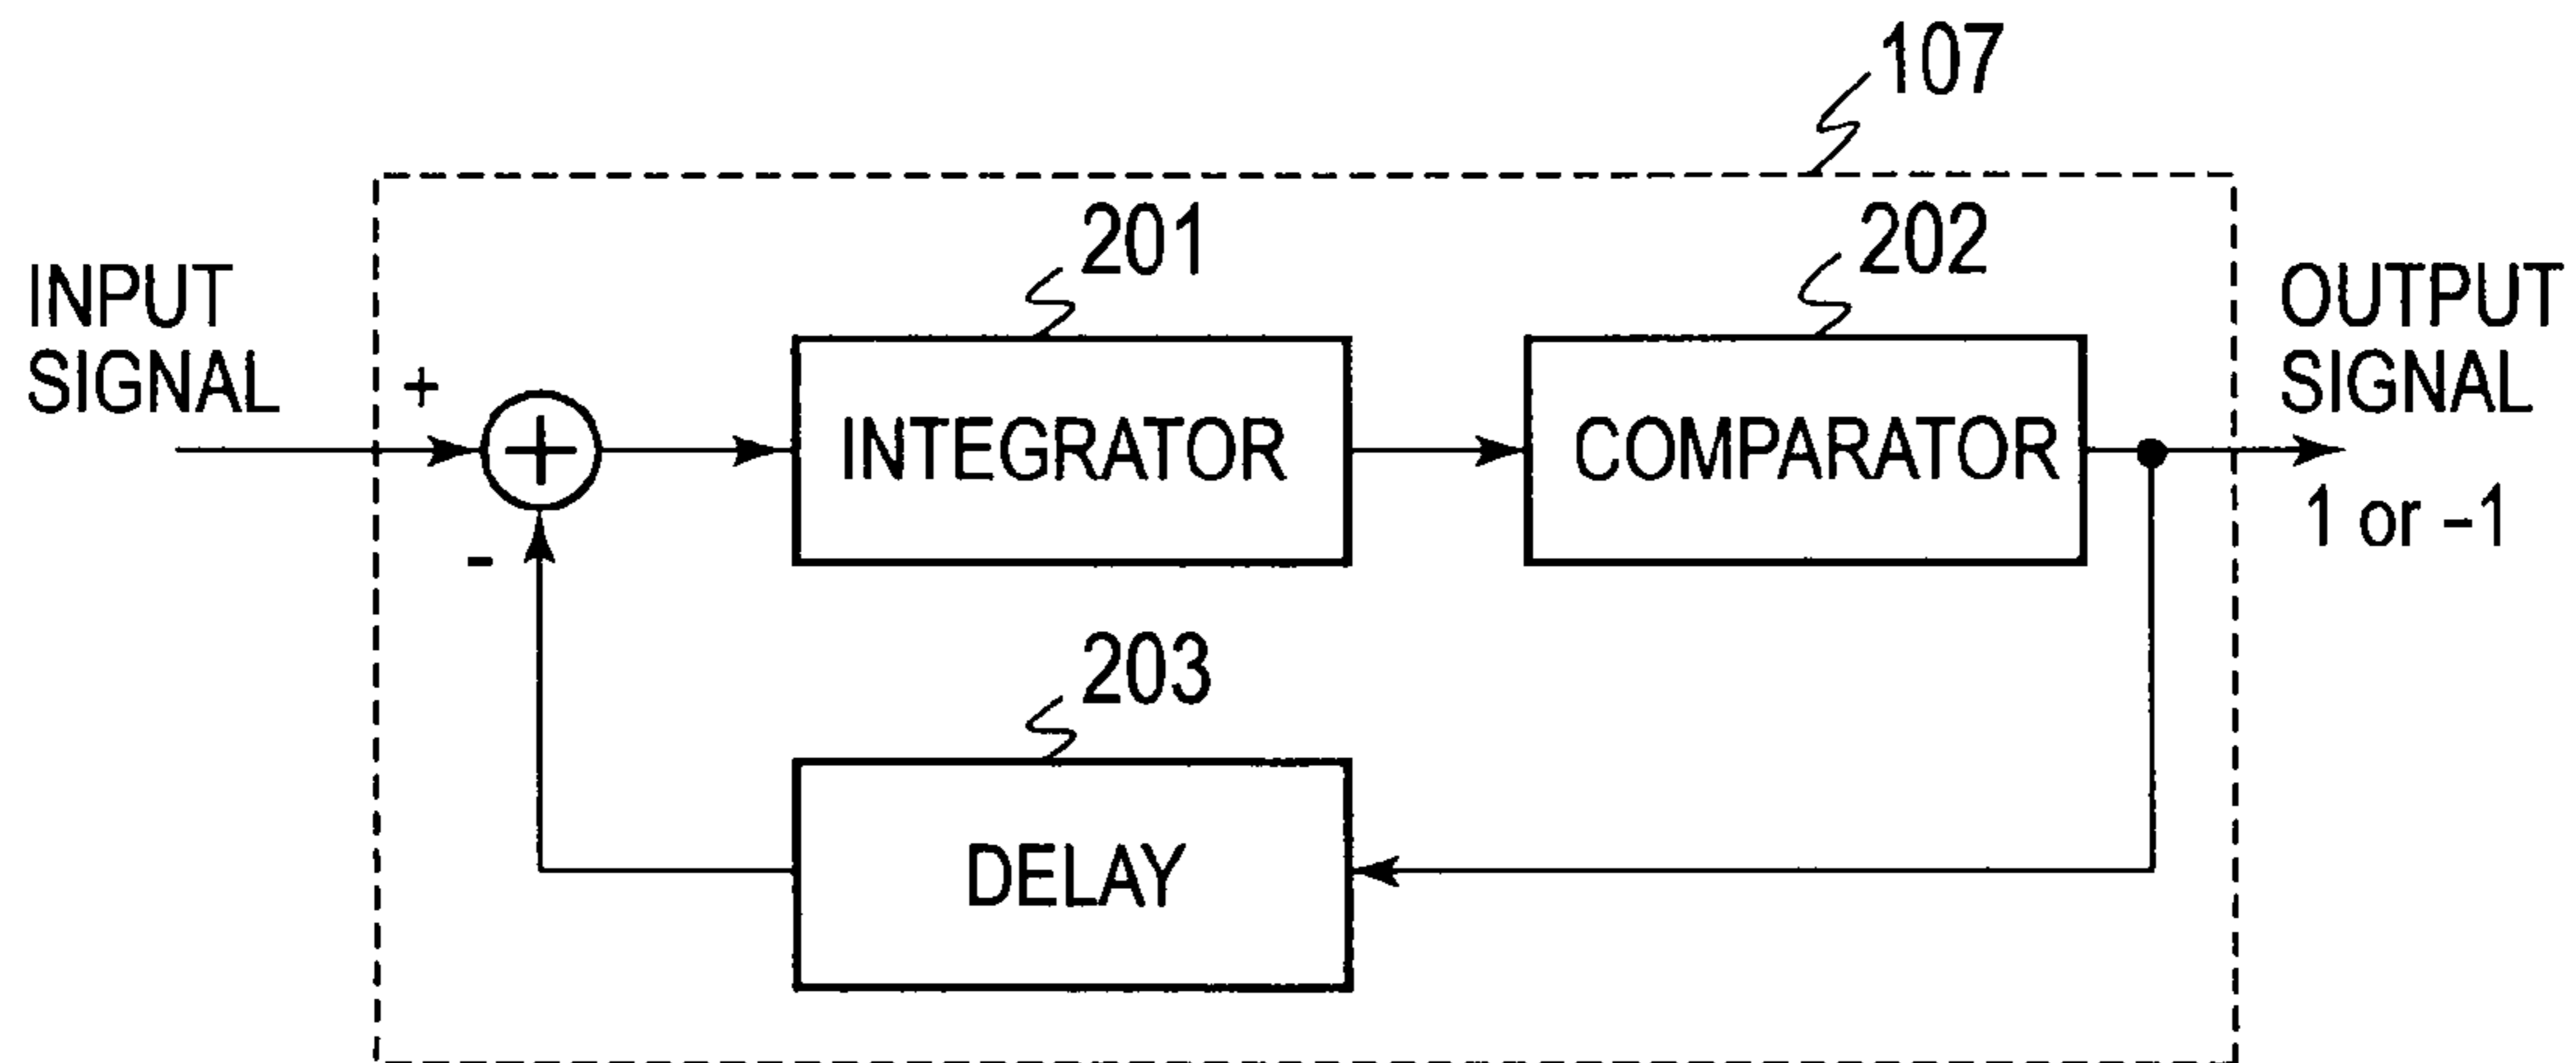 107
201
202
INPUT
SIGNAL
+
+
-
INTEGRATOR
COMPARATOR
OUTPUT
SIGNAL
1 or -1
203
DELAY